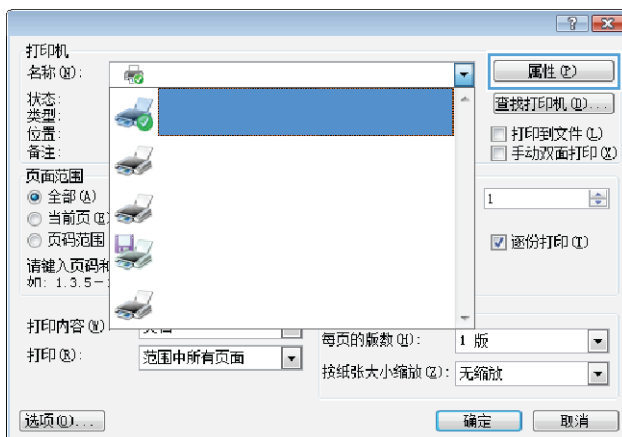 打印机
名称(N):
属性(P)
状态:
类型:
查找打印机(D)...
位置:
打印到文件(L)
备注:
手动双面打印(X)
页面范围
全部(A)
1
当前页(E)
页码范围
逐份打印(T)
请键入页码和
如: 1.3.5-
打印内容(W)
每页的版数(H):
1 版
打印(R):
范围中所有页面
按纸张大小缩放(Z):
无缩放
选项(O)...
确定
取消